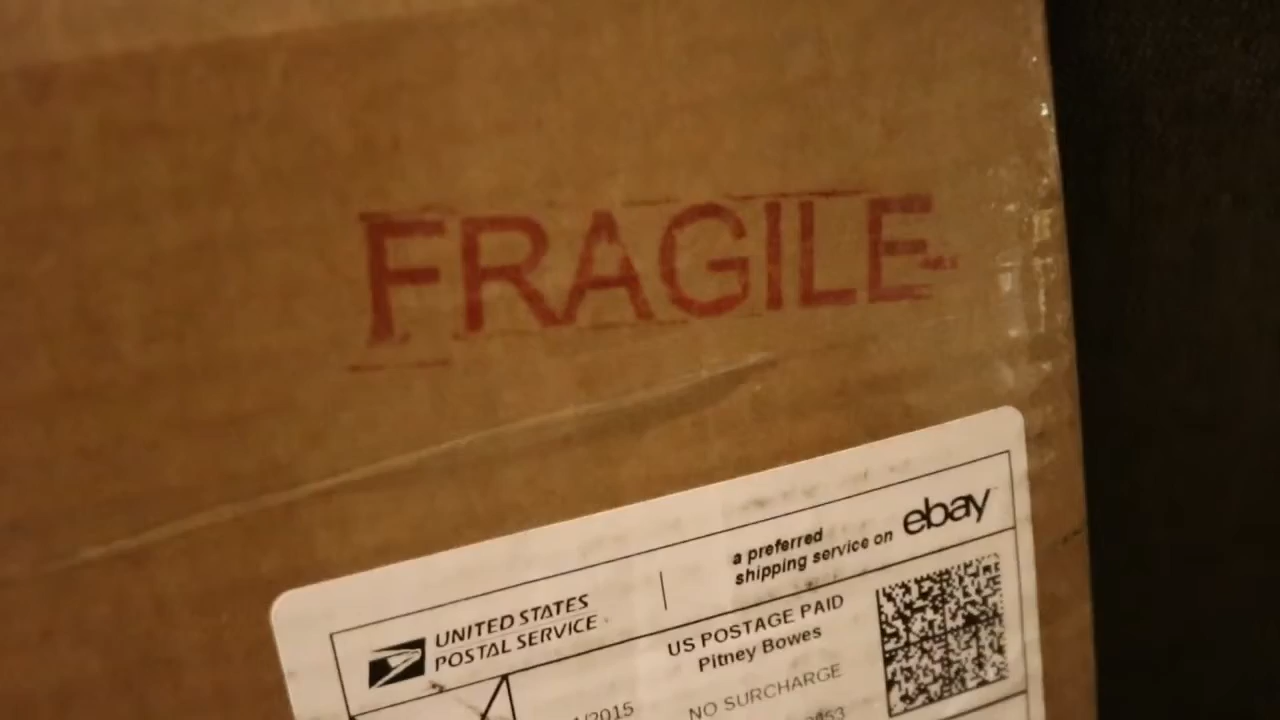 FRAGILE
a preferred
shipping service on ebay
UNITED STATES
POSTAL SERVICE
US POSTAGE PAID
Pitney Bowes
NO SURCHARGE
/2015